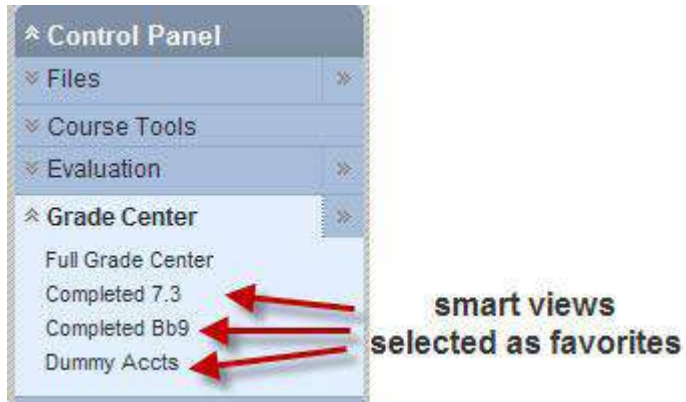 Control Panel
Files
Course Tools
Evaluation
Grade Center
Full Grade Center
Completed 7.3
Completed Bb9
Dummy Accts
smart views
selected as favorites